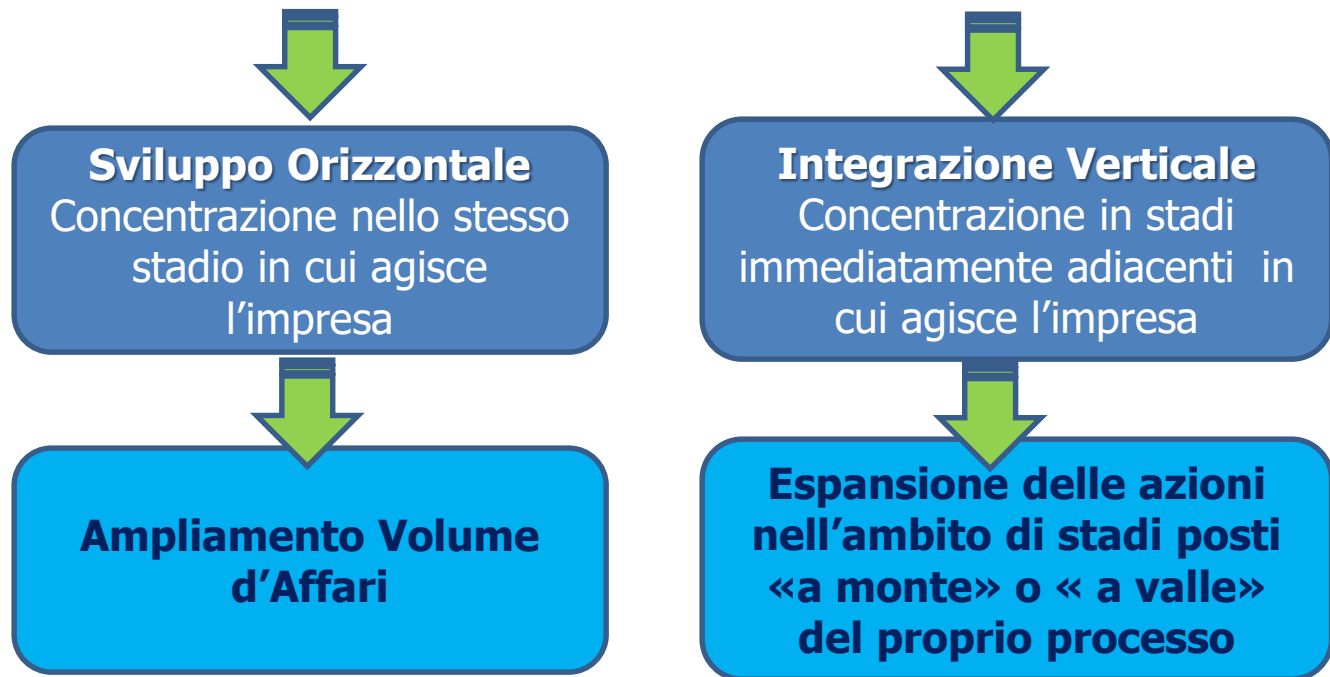 Sviluppo Orizzontale
Concentrazione nello stesso
stadio in cui agisce
l’impresa
Ampliamento Volume
d’Affari
Integrazione Verticale
Concentrazione in stadi
immediatamente adiacenti  in
cui agisce l’impresa
Espansione delle azioni
nell’ambito di stadi posti
«a monte» o « a valle»
del proprio processo